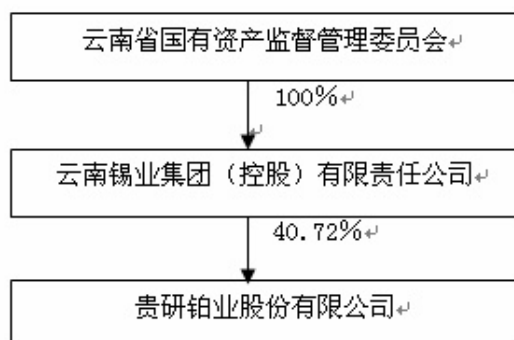 云南省国有资产监督管理委员会↵
100%↵
↵
云南锡业集团（控股）有限责任公司↵
40.72%↵
贵研铂业股份有限公司↵